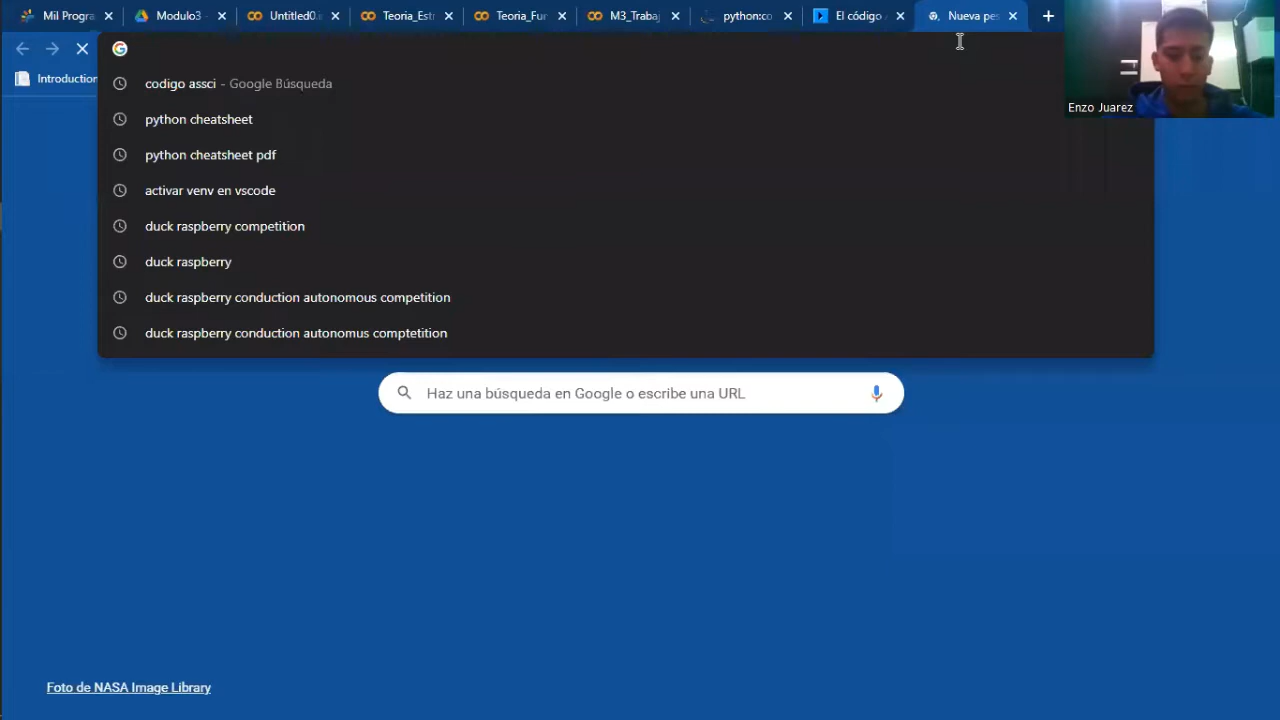 Mil Progra
Modulo3
Untitled0.i
Teoria_Est
Teoria_Fur
M3_Trabaj
python:co
El código
Nueva pes
Introduction
codigo assci - Google Búsqueda
python cheatsheet
python cheatsheet pdf
activar venv en vscode
duck raspberry competition
duck raspberry
duck raspberry conduction autonomous competition
duck raspberry conduction autonomus comptetition
Enzo Juarez
Haz una búsqueda en Google o escribe una URL
Foto de NASA Image Library